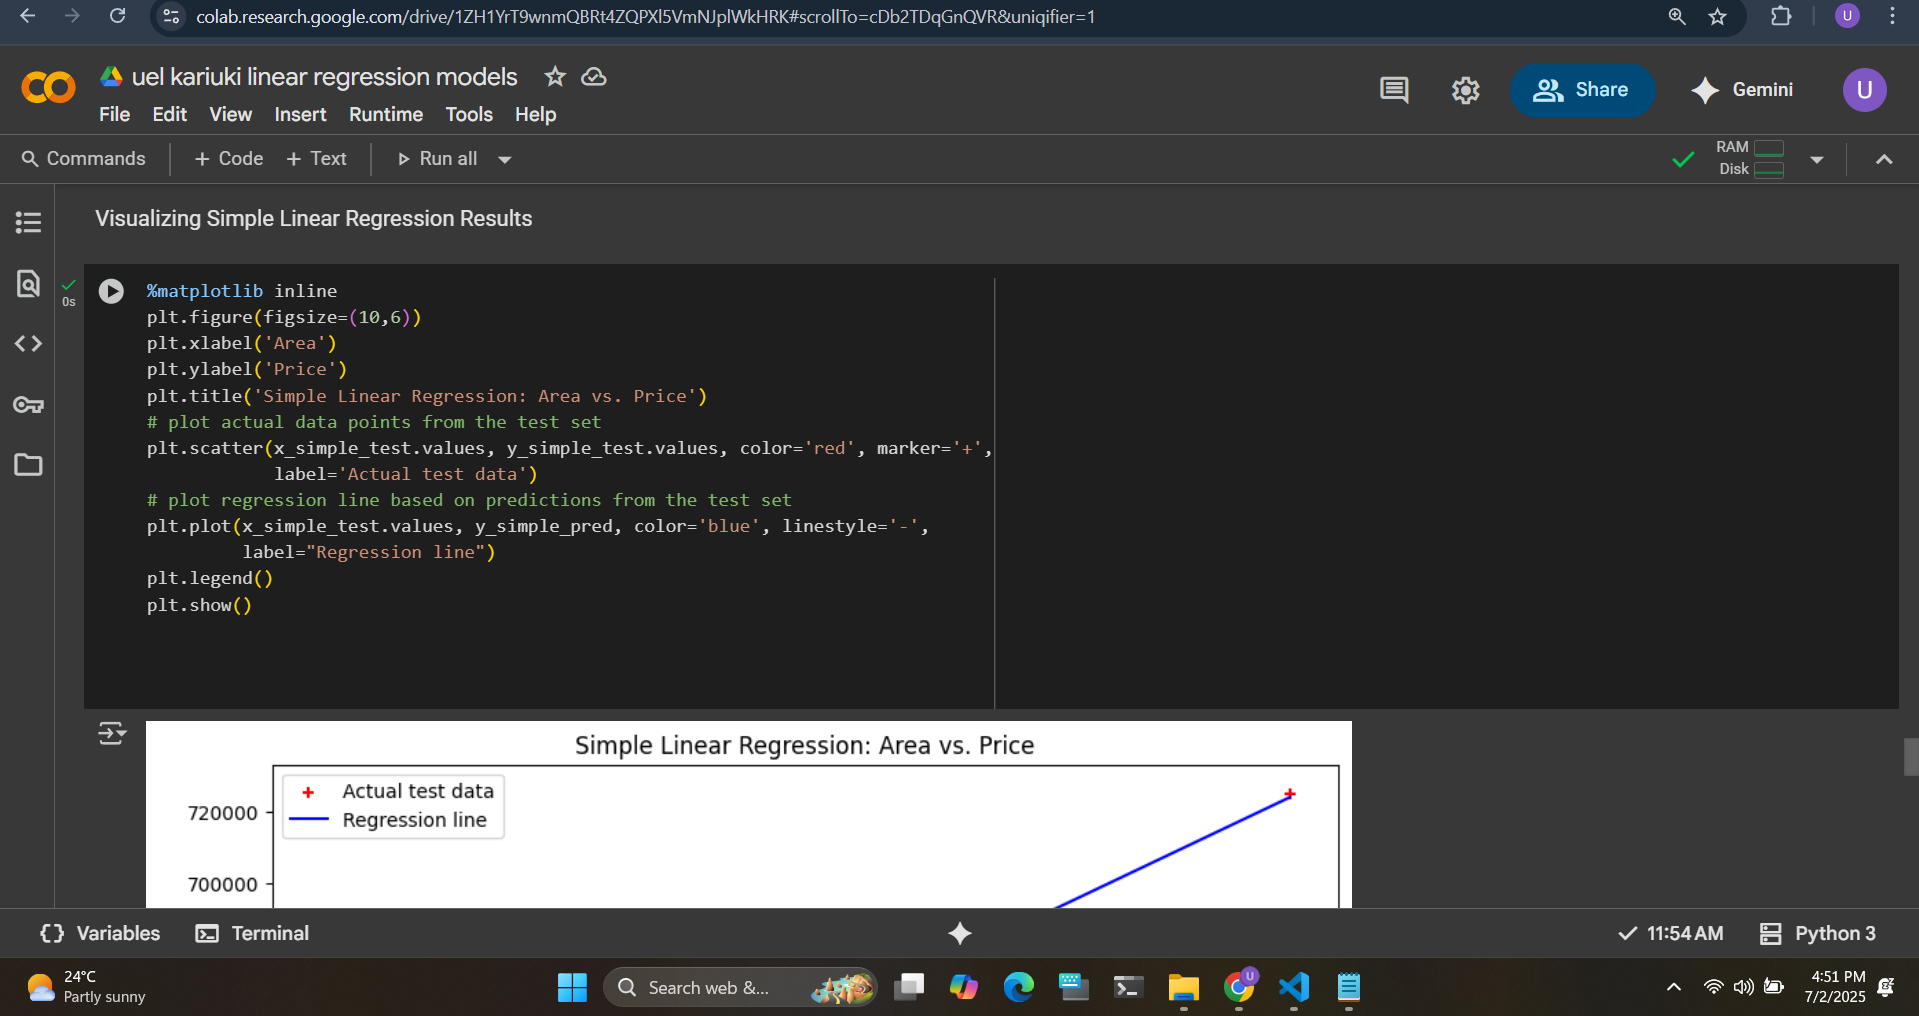 colab.research.google.com/drive/1ZH1YrT9wnmQBRt4ZQPXl5VmNJplWkHRK#scrollTo=cDb2TDqGnQVR&uniqifier=1
U
uel kariuki linear regression models
File Edit View Insert Runtime Tools Help
Share
Gemini
U
Commands + Code + Text Run all
RAM
Disk
Visualizing Simple Linear Regression Results
0s
%matplotlib inline
plt.figure(figsize=(10,6))
plt.xlabel('Area')
plt.ylabel('Price')
plt.title('Simple Linear Regression: Area vs. Price')
# plot actual data points from the test set
plt.scatter(x_simple_test.values, y_simple_test.values, color='red', marker='+',
label='Actual test data')
# plot regression line based on predictions from the test set
plt.plot(x_simple_test.values, y_simple_pred, color='blue', linestyle='-',
label="Regression line")
plt.legend()
plt.show()
Simple Linear Regression: Area vs. Price
Actual test data
Regression line
720000
700000
Variables Terminal
11:54 AM Python 3
24°C
Partly sunny
Search web &...
U
4:51 PM
7/2/2025